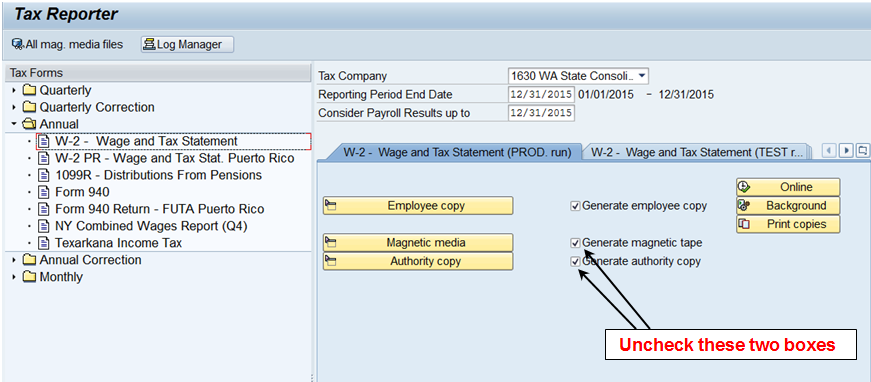 Tax Reporter
All mag. media files Log Manager
Tax Forms
Quarterly
Quarterly Correction
Annual
W-2 - Wage and Tax Statement
W-2 PR - Wage and Tax Stat. Puerto Rico
1099R - Distributions From Pensions
Form 940
Form 940 Return - FUTA Puerto Rico
NY Combined Wages Report (Q4)
Texarkana Income Tax
Annual Correction
Monthly
Tax Company 1630 WA State Consoli..
Reporting Period End Date 12/31/2015 01/01/2015 - 12/31/2015
Consider Payroll Results up to 12/31/2015
W-2 - Wage and Tax Statement (PROD. run) W-2 - Wage and Tax Statement (TEST r...
Employee copy Generate employee copy
Magnetic media Generate magnetic tape
Authority copy Generate authority copy
Online
Background
Print copies
Uncheck these two boxes